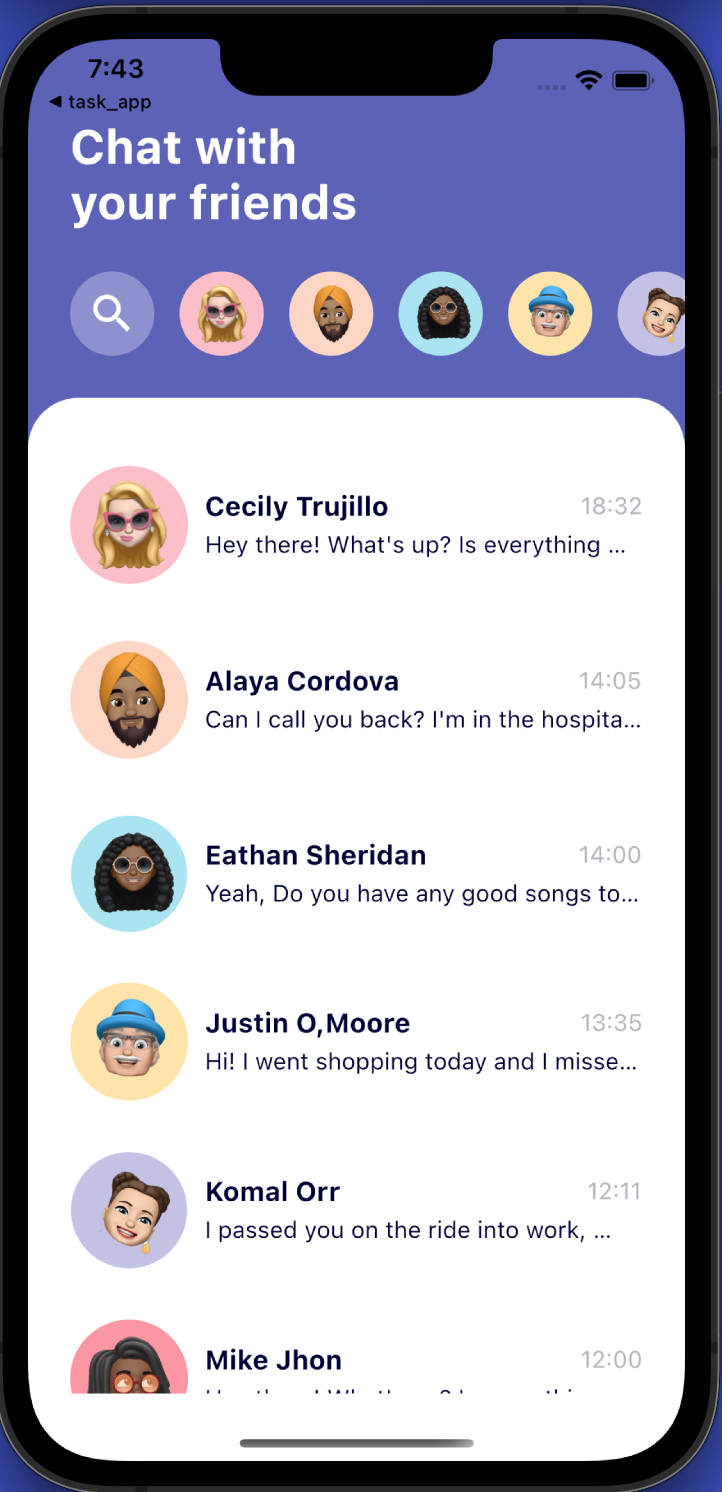 7:43
◀ task_app
Chat with
your friends
Cecily Trujillo 18:32
Hey there! What's up? Is everything ...
Alaya Cordova 14:05
Can I call you back? I'm in the hospita...
Eathan Sheridan 14:00
Yeah, Do you have any good songs to...
Justin O,Moore 13:35
Hi! I went shopping today and I misse...
Komal Orr 12:11
I passed you on the ride into work, ...
Mike Jhon 12:00